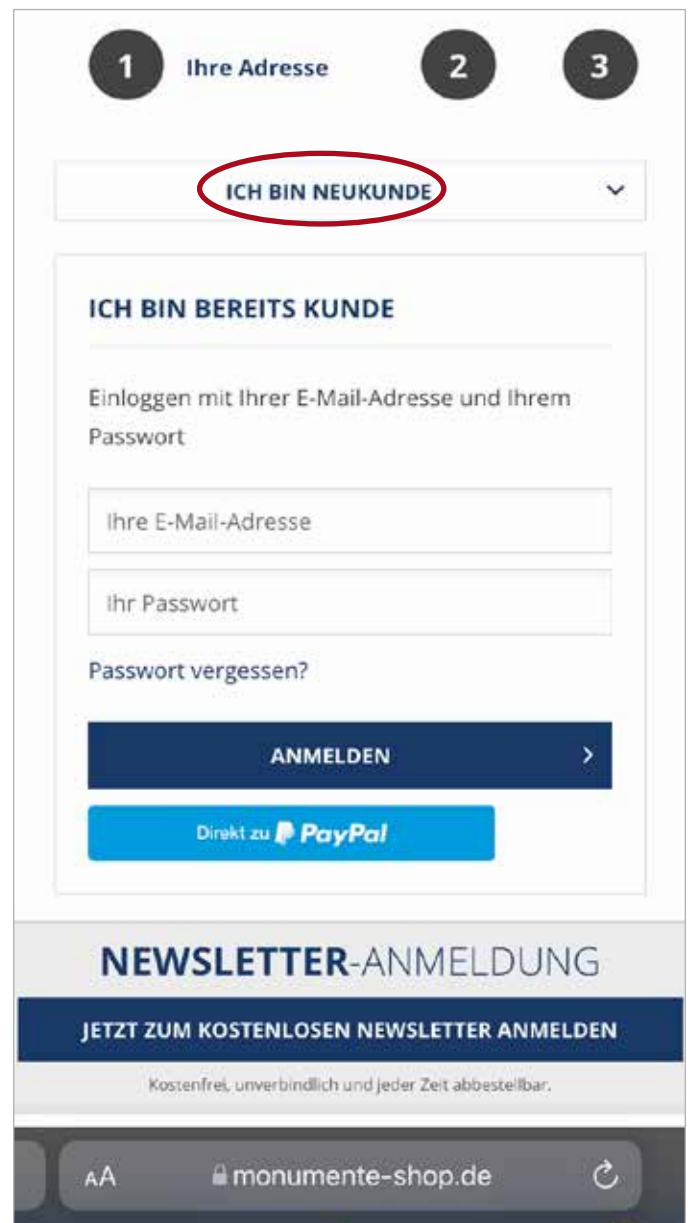 1 Ihre Adresse 2 3
ICH BIN NEUKUNDE
ICH BIN BEREITS KUNDE
Einloggen mit Ihrer E-Mail-Adresse und Ihrem
Passwort
Ihre E-Mail-Adresse
Ihr Passwort
Passwort vergessen?
ANMELDEN
Direkt zu PayPal
NEWSLETTER-ANMELDUNG
JETZT ZUM KOSTENLOSEN NEWSLETTER ANMELDEN
Kostenfrei, unverbindlich und jeder Zeit abbestellbar.
AA monumente-shop.de